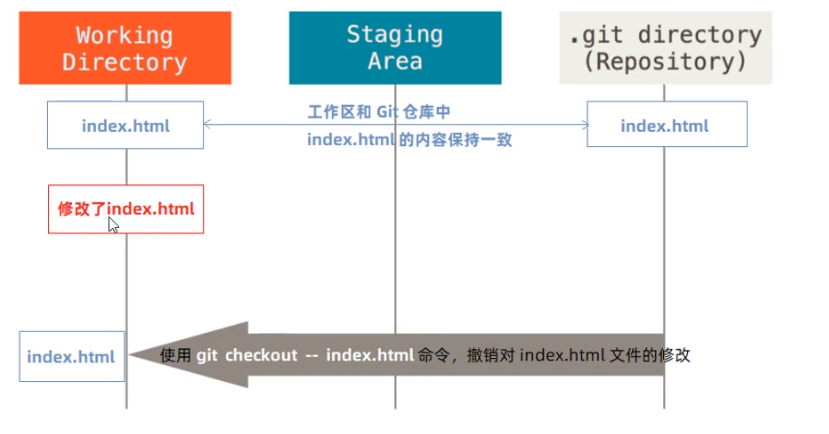 Working
Directory
Staging
Area
.git directory
(Repository)
index.html
工作区和 Git 仓库中
index.html 的内容保持一致
index.html
修改了index.html
index.html
使用 git checkout -- index.html 命令，撤销对 index.html 文件的修改